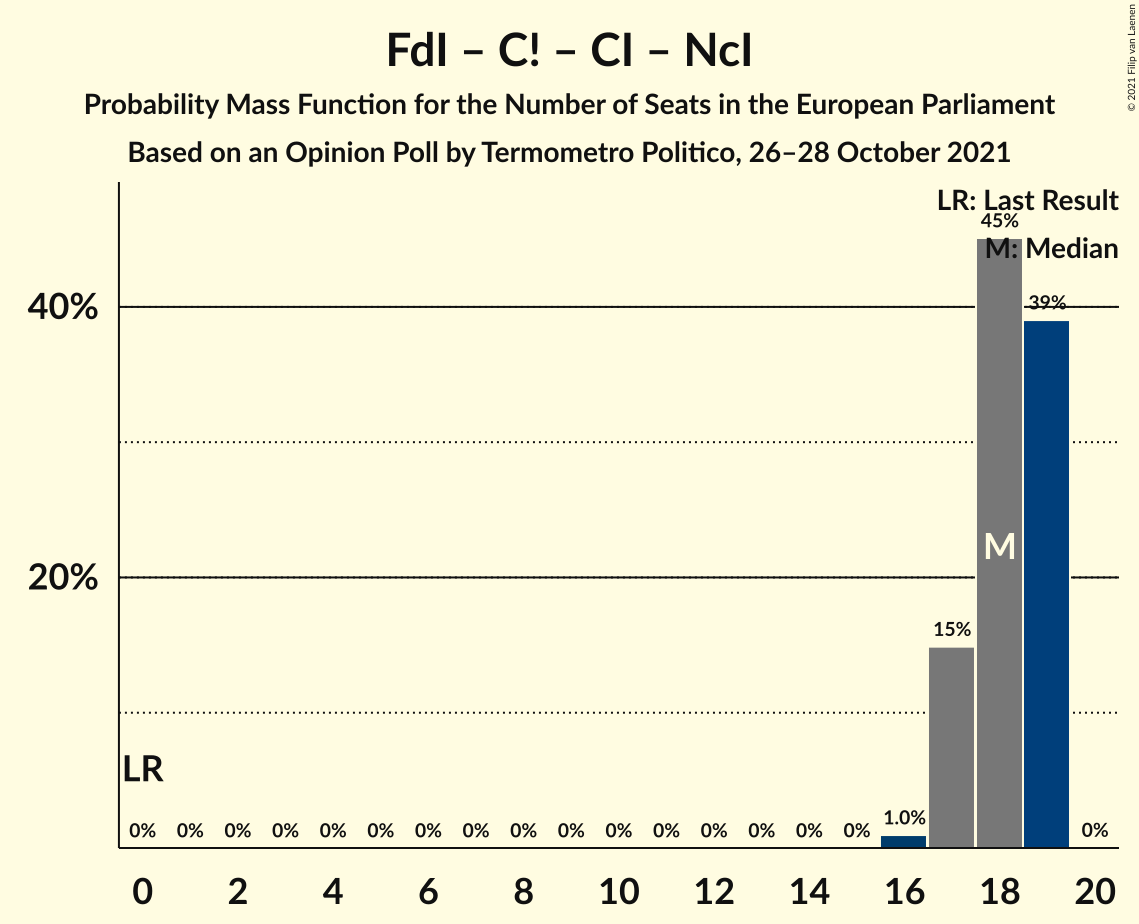 FdI – C! – CI – NcI
Probability Mass Function for the Number of Seats in the European Parliament
Based on an Opinion Poll by Termometro Politico, 26–28 October 2021
© 2021 Filip van Laenen
LR: Last Result
M: Median
45%
40%
39%
M
20%
15%
LR
0% 0% 0% 0% 0% 0% 0% 0% 0% 0% 0% 0% 0% 0% 0% 0% 1.0% 0%
0 2 4 6 8 10 12 14 16 18 20